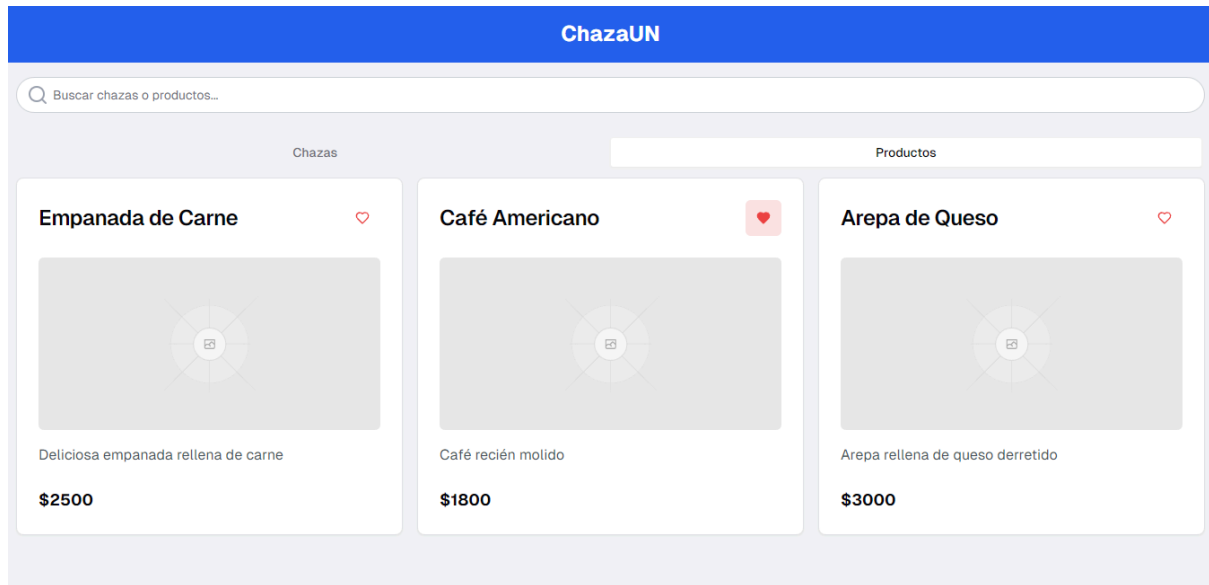 ChazaUN
Buscar chazas o productos...
Chazas
Productos
Empanada de Carne
Café Americano
Arepa de Queso
Deliciosa empanada rellena de carne
Café recién molido
Arepa rellena de queso derretido
$2500
$1800
$3000